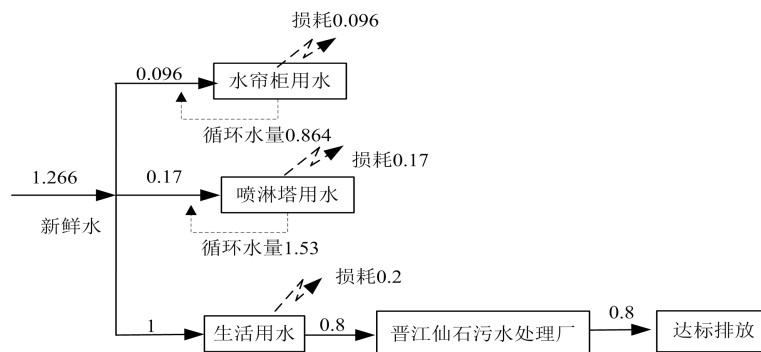 损耗0.096
0.096
水帘柜用水
循环水量0.864
损耗0.17
1.266
0.17
喷淋塔用水
新鲜水
循环水量1.53
损耗0.2
1
生活用水
0.8
晋江仙石污水处理厂
0.8
达标排放